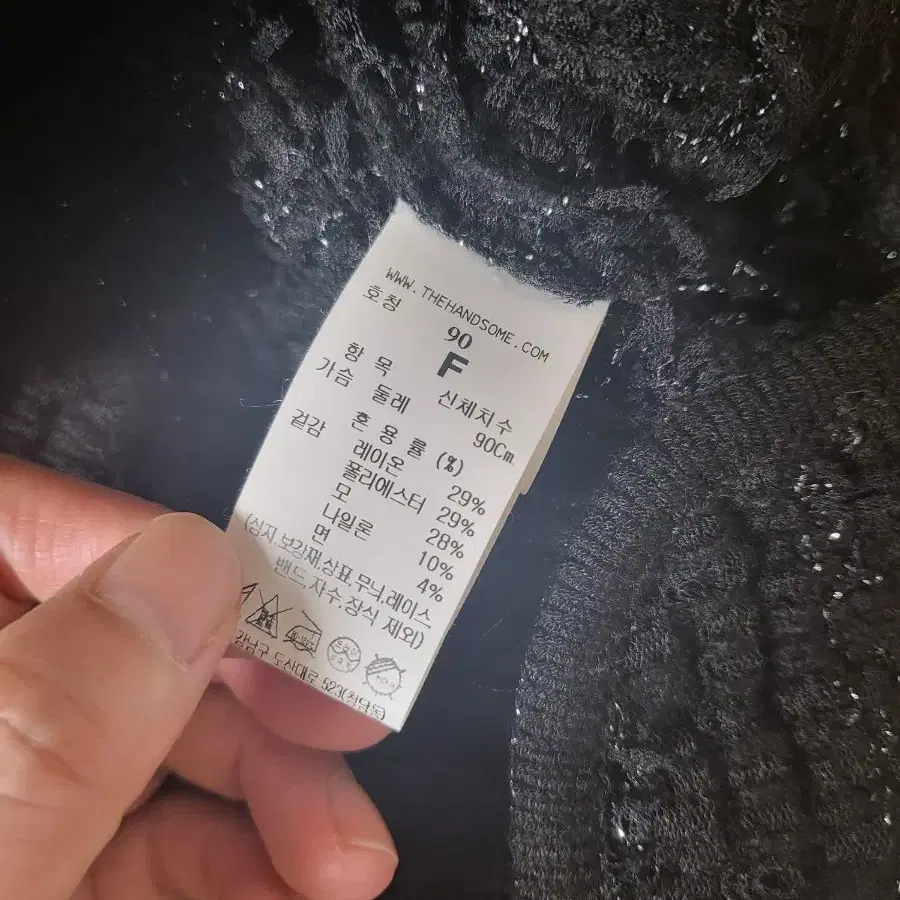 WWW.THEHANDSOME.COM
호칭 90
F
항 목 신체치수
가슴 둘레 90Cm
혼 용 률 (%)
겉감 레이온 29%
폴리에스터 29%
모 28%
나일론 10%
면 4%
(심지,보강재,상표,무늬,레이스
밴드,자수,장식 제외)
강남구 도산대로 523(청담동)